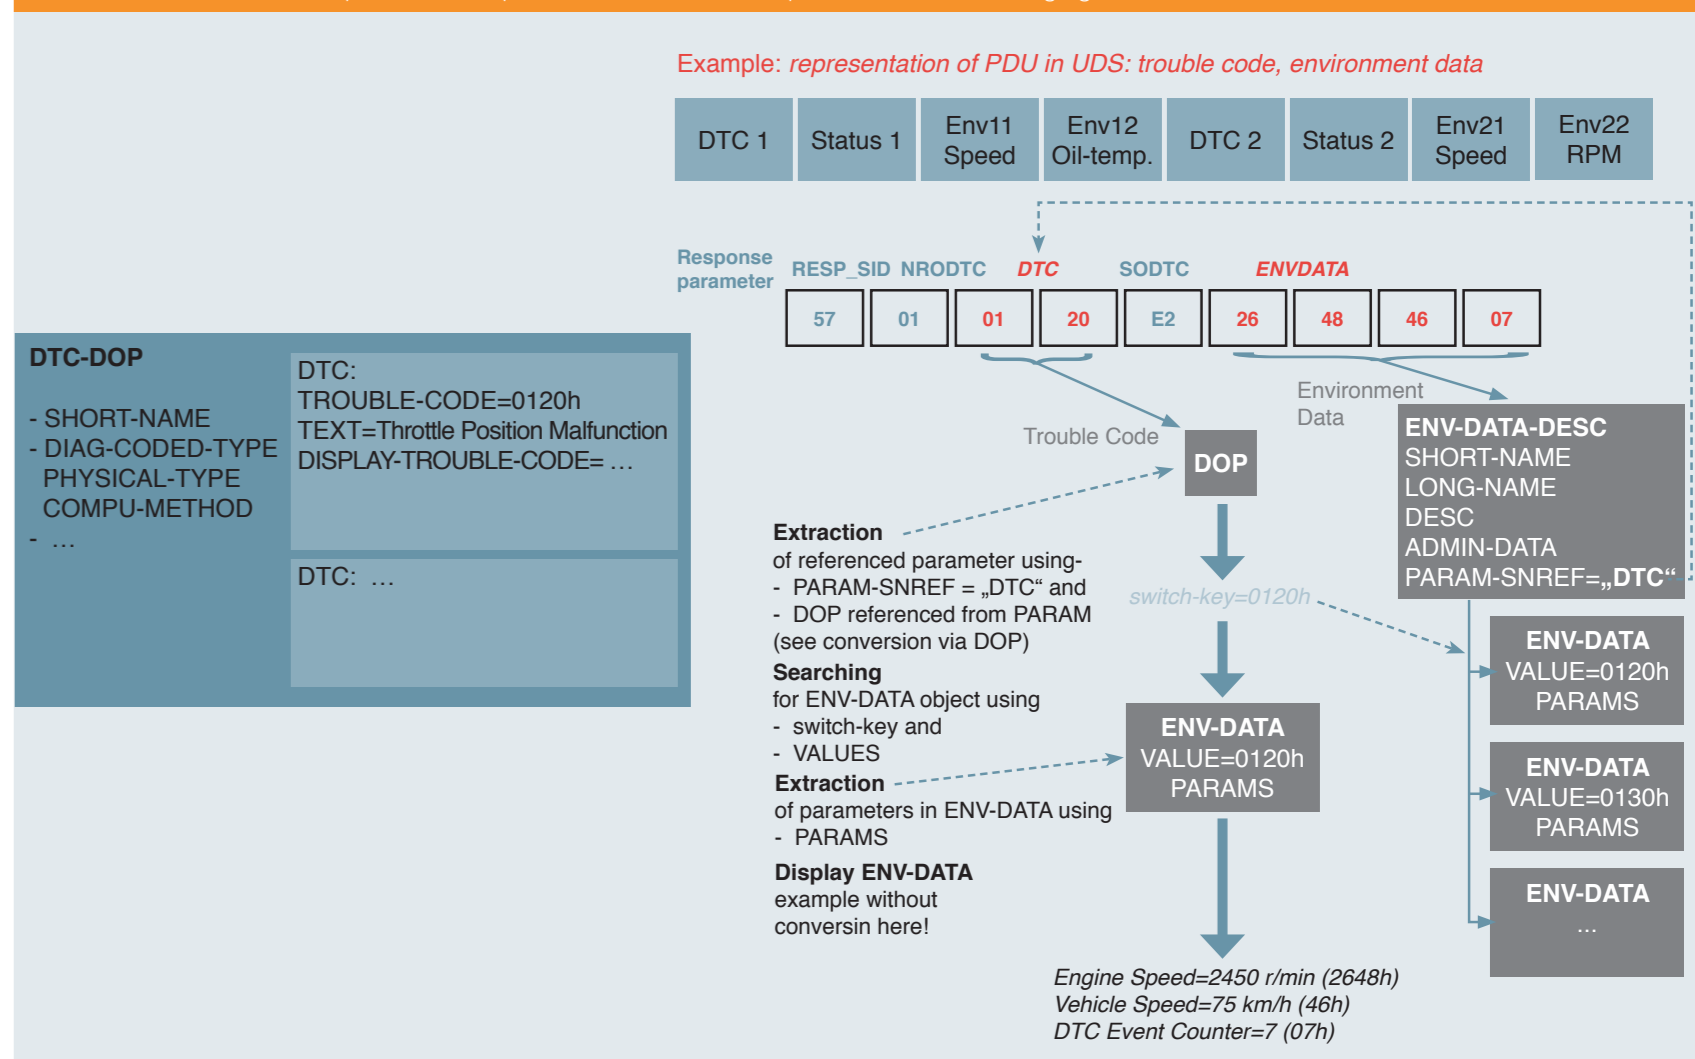 Example: representation of PDU in UDS: trouble code, environment data
DTC 1
Status 1
Env11
Speed
Env12
Oil-temp.
DTC 2
Status 2
Env21
Speed
Env22
RPM
Response
parameter
RESP_SID NRODTC DTC SODTC ENVDATA
57 01 01 20 E2 26 48 46 07
DTC-DOP
- SHORT-NAME
- DIAG-CODED-TYPE
PHYSICAL-TYPE
COMPU-METHOD
- ...
DTC:
TROUBLE-CODE=0120h
TEXT=Throttle Position Malfunction
DISPLAY-TROUBLE-CODE= ...
DTC: ...
Trouble Code
Environment
Data
DOP
ENV-DATA-DESC
SHORT-NAME
LONG-NAME
DESC
ADMIN-DATA
PARAM-SNREF=„DTC“
Extraction
of referenced parameter using-
- PARAM-SNREF = „DTC“ and
- DOP referenced from PARAM
(see conversion via DOP)
Searching
for ENV-DATA object using
- switch-key and
- VALUES
Extraction
of parameters in ENV-DATA using
- PARAMS
Display ENV-DATA
example without
conversin here!
switch-key=0120h
ENV-DATA
VALUE=0120h
PARAMS
ENV-DATA
VALUE=0120h
PARAMS
ENV-DATA
VALUE=0130h
PARAMS
ENV-DATA
...
Engine Speed=2450 r/min (2648h)
Vehicle Speed=75 km/h (46h)
DTC Event Counter=7 (07h)